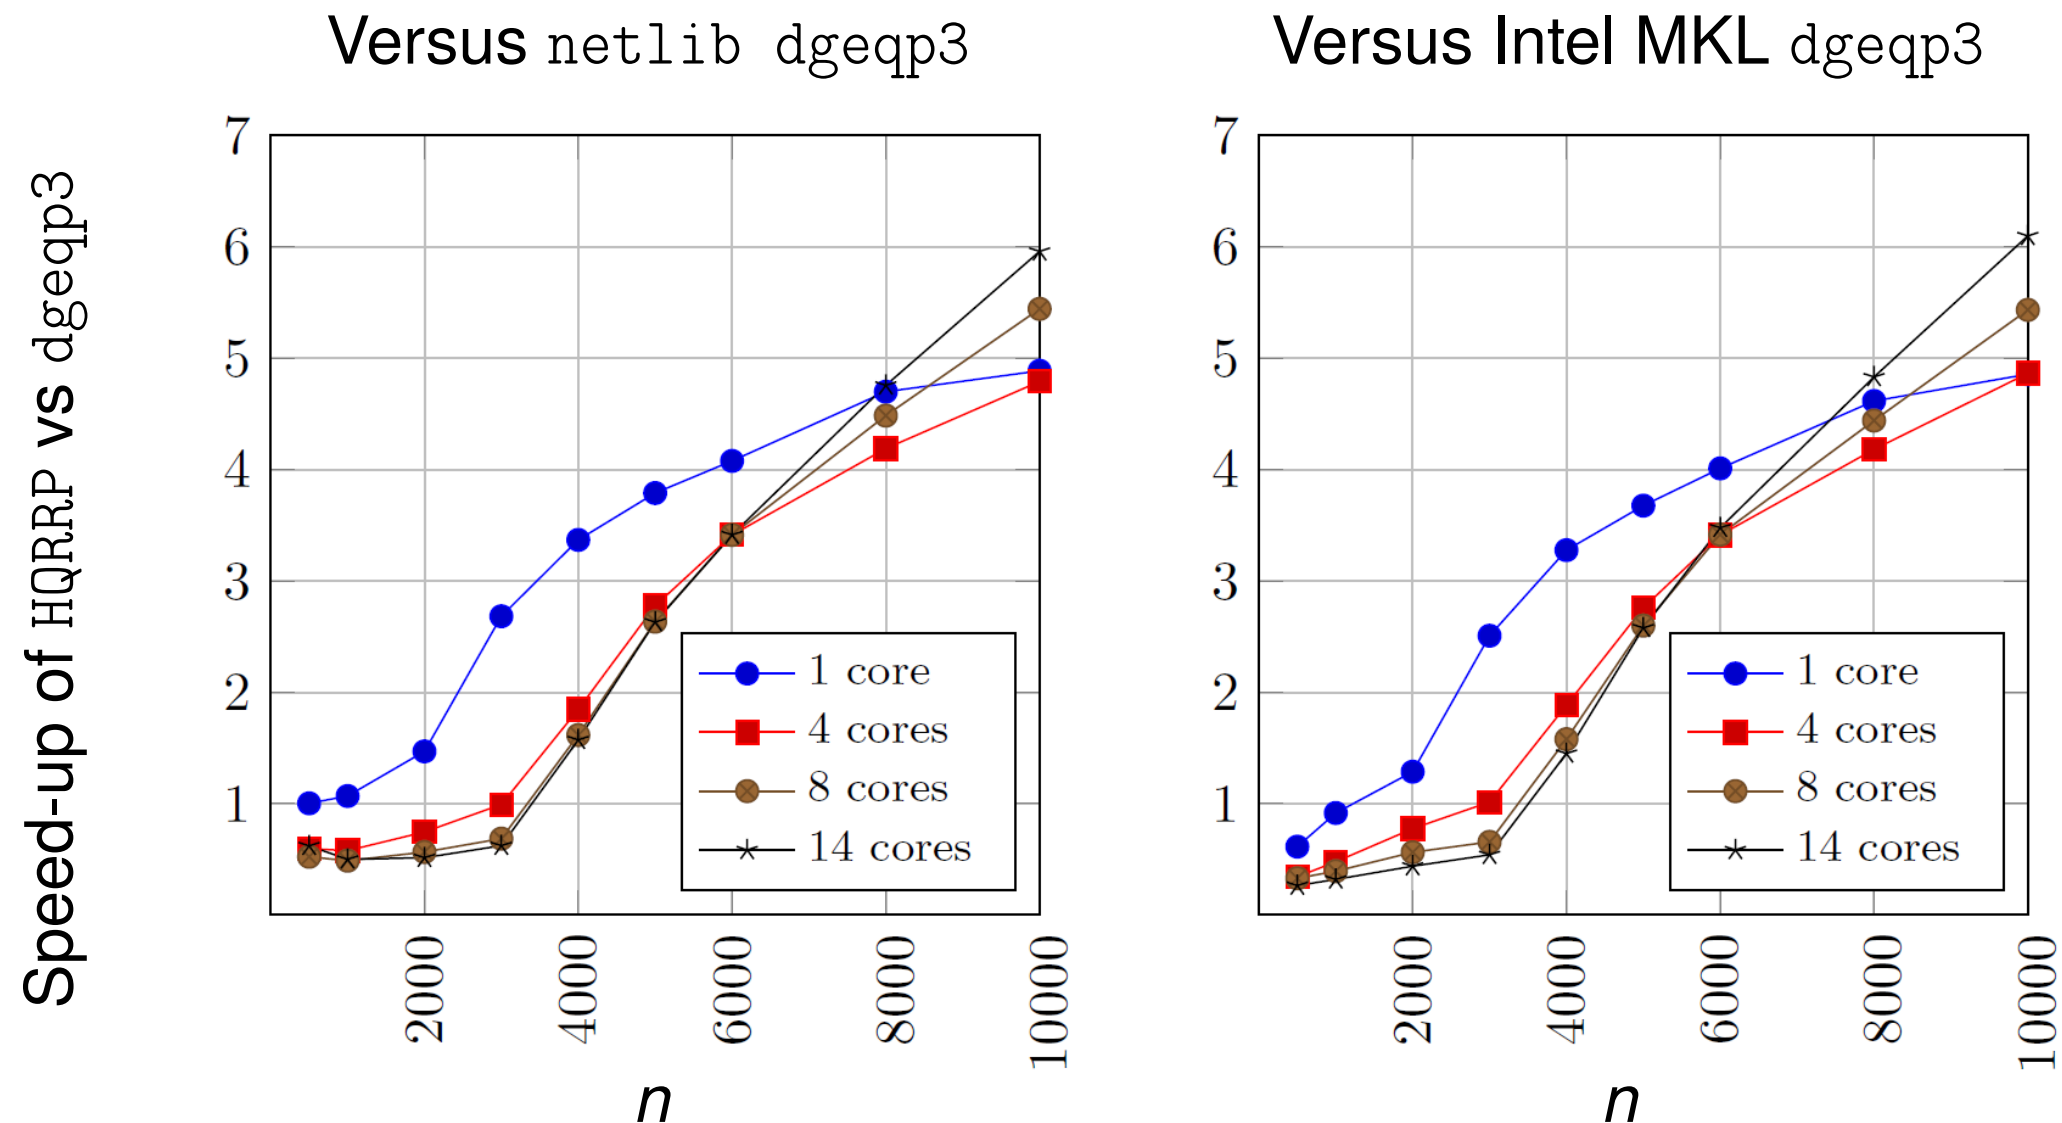 Versus netlib dgeqp3
Speed-up of HQRRP vs dgeqp3
7
6
5
4
3
2
1
1 core
4 cores
8 cores
14 cores
2000
4000
6000
8000
10000
n
Versus Intel MKL dgeqp3
7
6
5
4
3
2
1
1 core
4 cores
8 cores
14 cores
2000
4000
6000
8000
10000
n